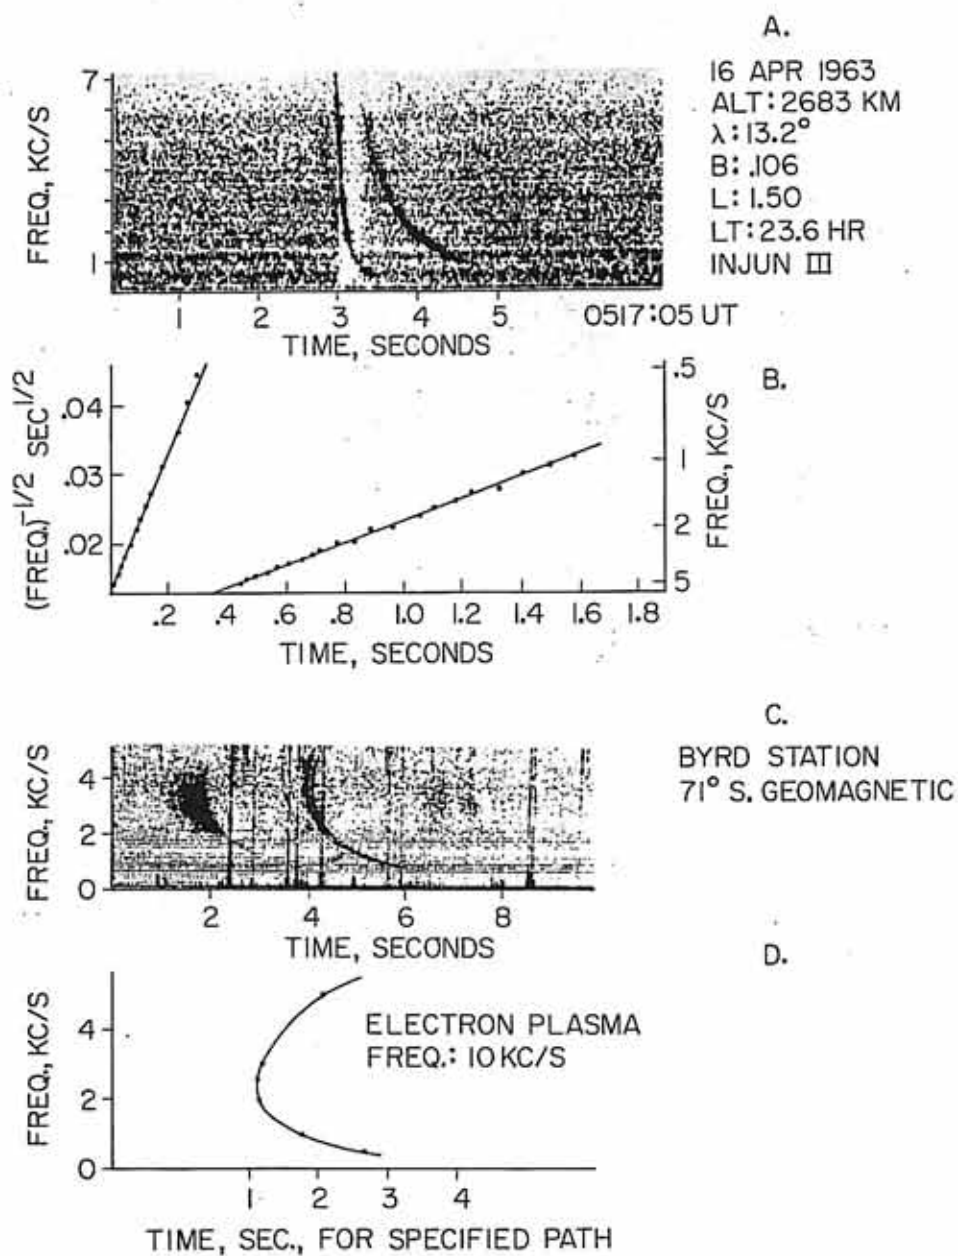 A.
16 APR 1963
ALT: 2683 KM
λ: 13.2°
B: .106
L: 1.50
LT: 23.6 HR
INJUN III
FREQ., KC/S
7
1
1 2 3 4 5 0517:05 UT
TIME, SECONDS
B.
(FREQ.)^-1/2 SEC^1/2
.04
.03
.02
.5
1
2
5
FREQ., KC/S
.2 .4 .6 .8 1.0 1.2 1.4 1.6 1.8
TIME, SECONDS
C.
BYRD STATION
71° S. GEOMAGNETIC
FREQ., KC/S
4
2
0
2 4 6 8
TIME, SECONDS
D.
FREQ., KC/S
4
2
0
ELECTRON PLASMA
FREQ.: 10 KC/S
1 2 3 4
TIME, SEC., FOR SPECIFIED PATH